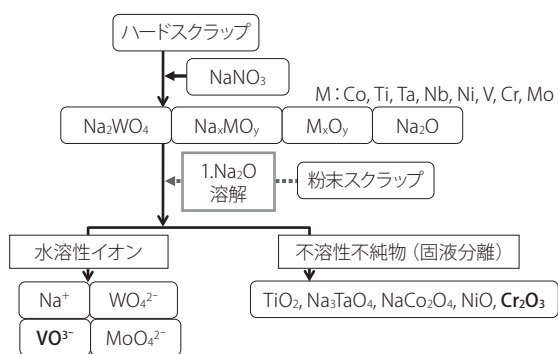 ハードスクラップ
NaNO₃
M：Co, Ti, Ta, Nb, Ni, V, Cr, Mo
Na₂WO₄ NaₓMOᵧ MₓOᵧ Na₂O
1.Na₂O
溶解
粉末スクラップ
水溶性イオン 不溶性不純物（固液分離）
Na⁺ WO₄²⁻
VO³⁻ MoO₄²⁻
TiO₂, Na₃TaO₄, NaCo₂O₄, NiO, Cr₂O₃